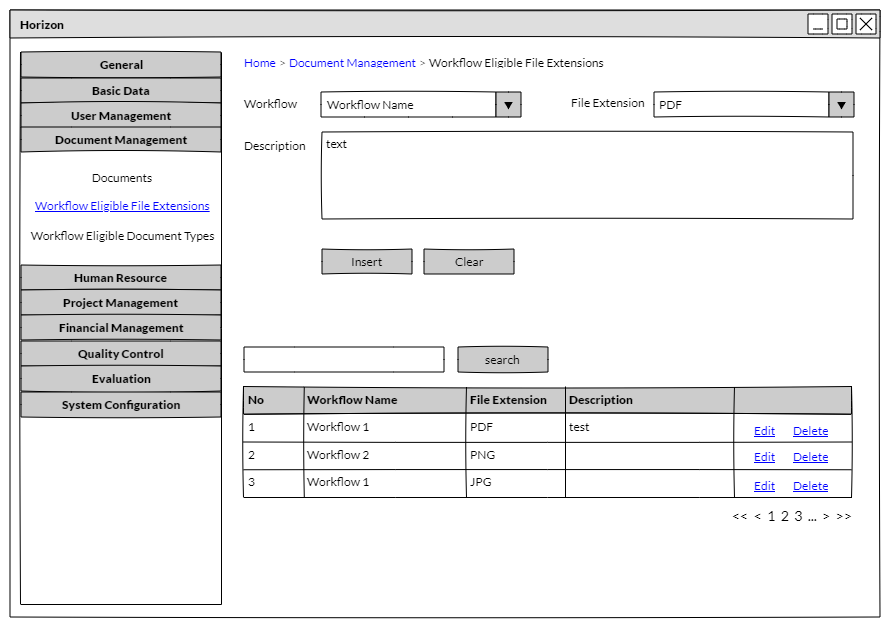 Horizon
General
Basic Data
User Management
Document Management
Documents
Workflow Eligible File Extensions
Workflow Eligible Document Types
Human Resource
Project Management
Financial Management
Quality Control
Evaluation
System Configuration
Home > Document Management > Workflow Eligible File Extensions
Workflow Workflow Name File Extension PDF
Description text
Insert Clear
search
No Workflow Name File Extension Description
1 Workflow 1 PDF test Edit Delete
2 Workflow 2 PNG Edit Delete
3 Workflow 1 JPG Edit Delete
<< < 1 2 3 ... > >>